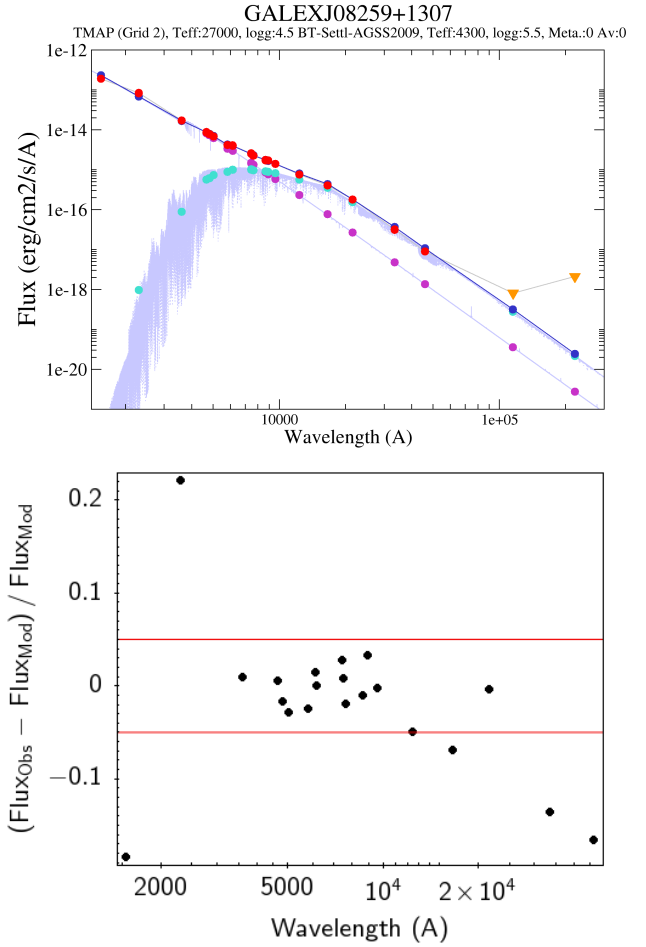 GALEXJ08259+1307
TMAP (Grid 2), Teff:27000, logg:4.5 BT-Settl-AGSS2009, Teff:4300, logg:5.5, Meta.:0 Av:0
1e-12
1e-14
1e-16
1e-18
1e-20
Flux (erg/cm2/s/A)
10000 1e+05
Wavelength (A)
0.2
0.1
0
−0.1
(Flux_Obs − Flux_Mod) / Flux_Mod
2000 5000 10^4 2×10^4
Wavelength (A)